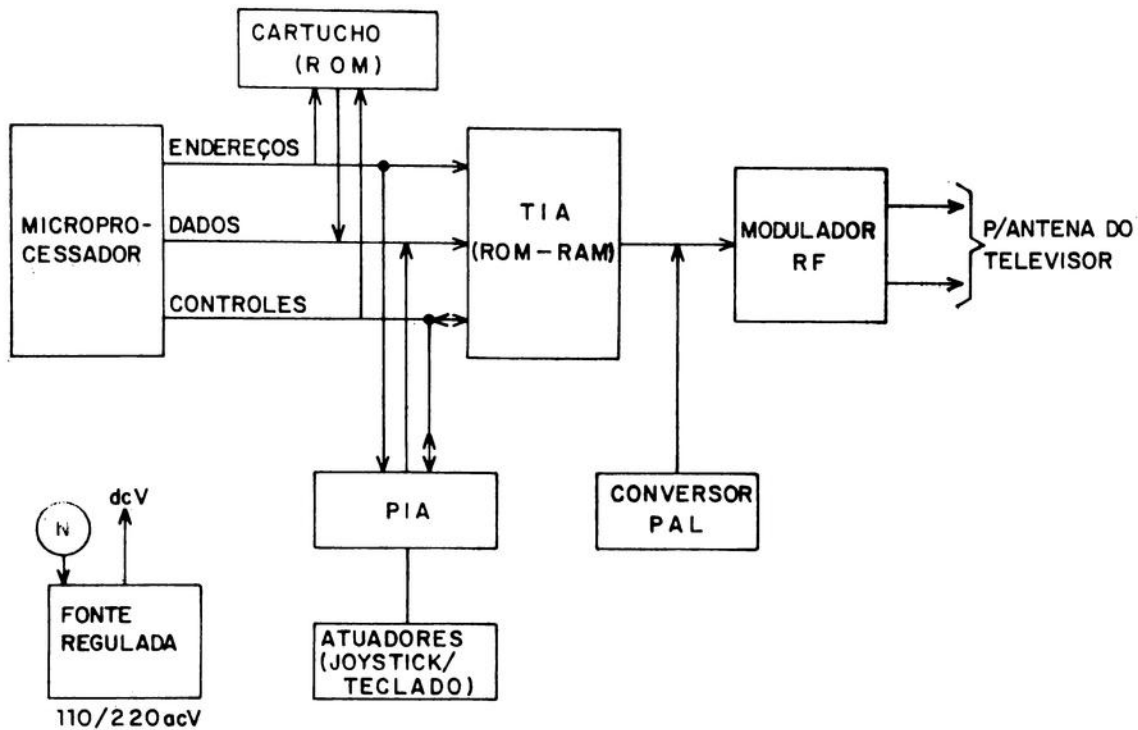 CARTUCHO
(ROM)
MICROPRO-
CESSADOR
ENDEREÇOS
DADOS
CONTROLES
TIA
(ROM-RAM)
MODULADOR
RF
P/ANTENA DO
TELEVISOR
PIA
CONVERSOR
PAL
ATUADORES
(JOYSTICK/
TECLADO)
dcV
N
FONTE
REGULADA
110/220acV